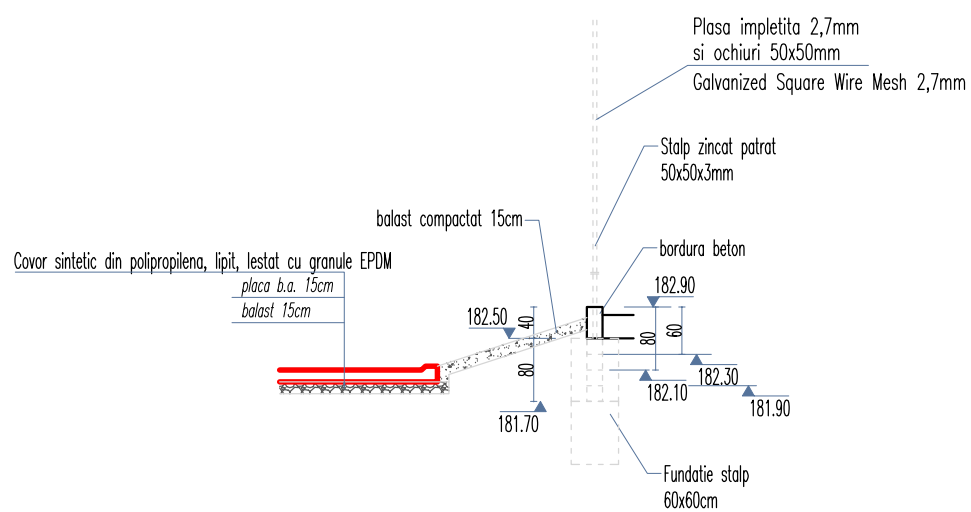 Plasa impletita 2,7mm
si ochiuri 50x50mm
Galvanized Square Wire Mesh 2,7mm
Stalp zincat patrat
50x50x3mm
balast compactat 15cm
bordura beton
Covor sintetic din polipropilena, lipit, lestat cu granule EPDM
placa b.a. 15cm
balast 15cm
182.90
182.50
40
80
60
80
182.30
182.10
181.90
181.70
Fundatie stalp
60x60cm